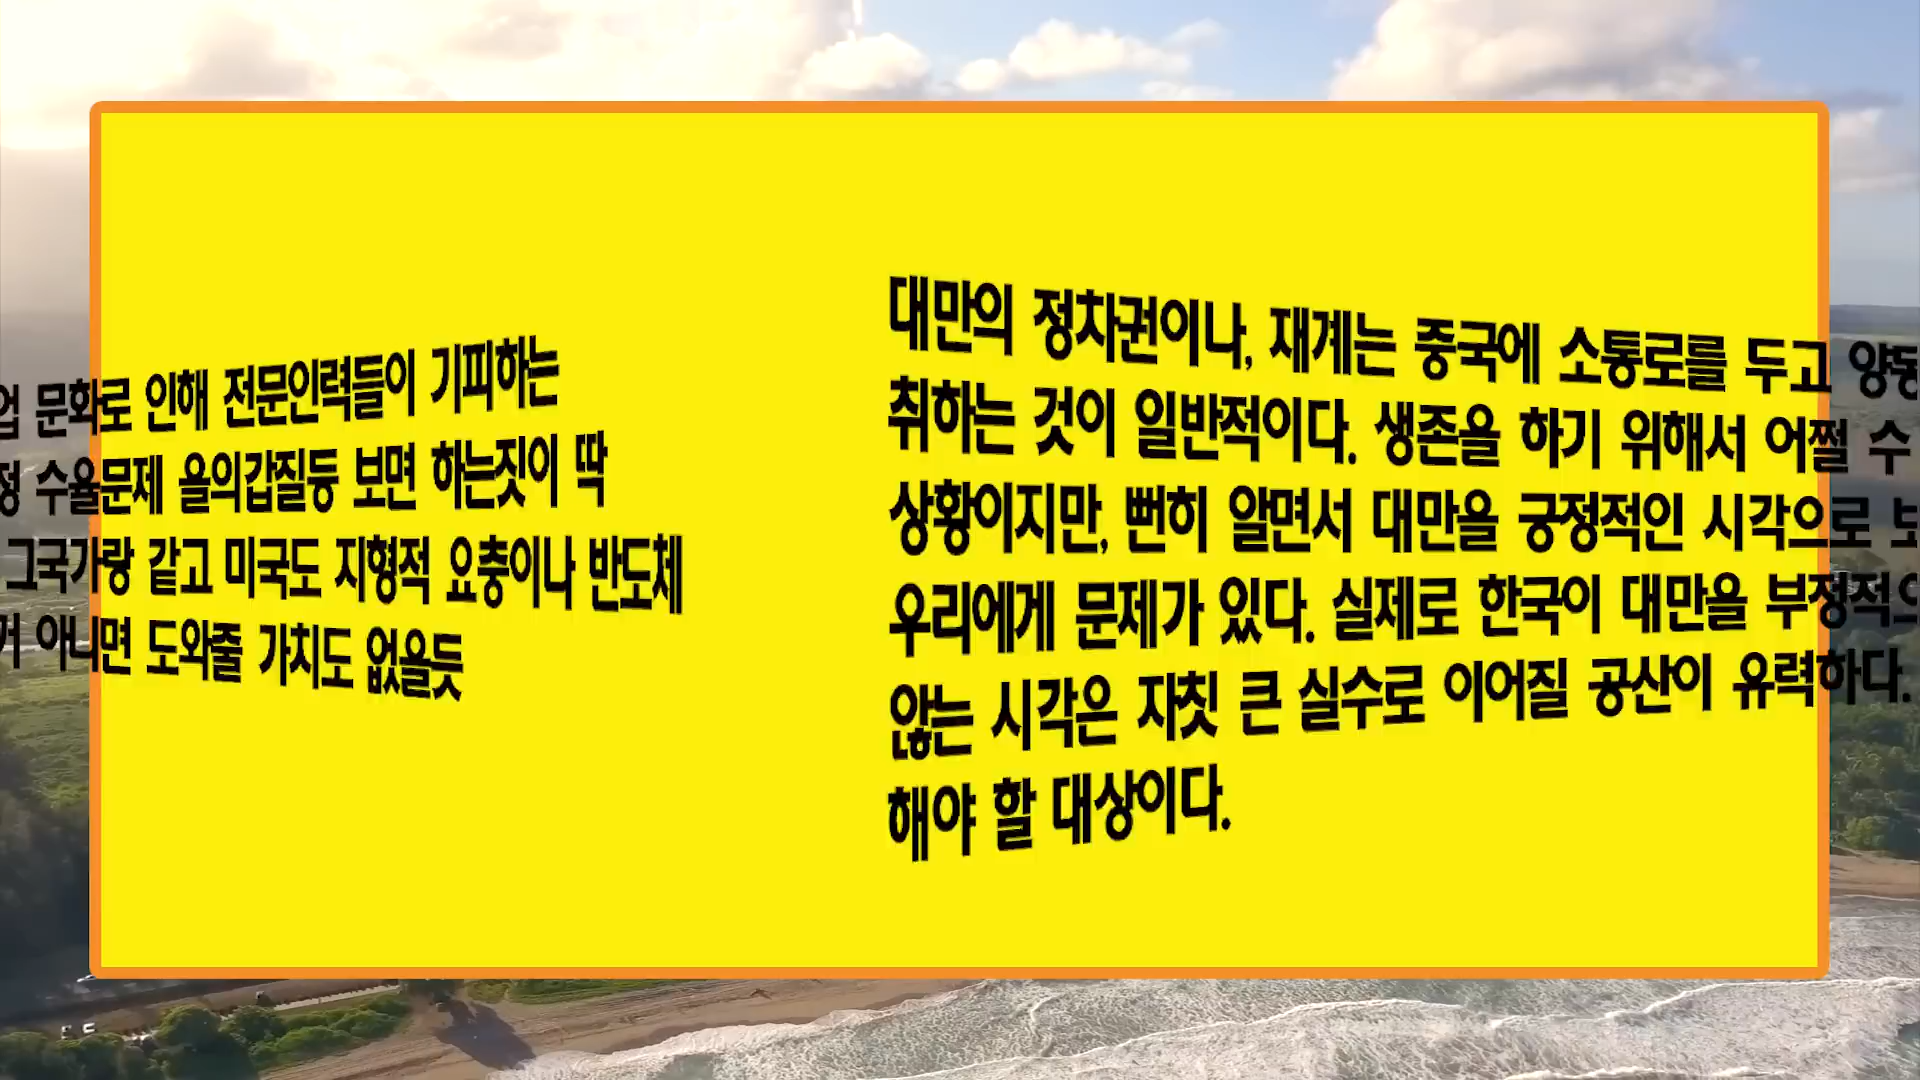 업 문화로 인해 전문인력들이 기피하는
정 수율문제 을의갑질등 보면 하는짓이 딱
그국가랑 같고 미국도 지형적 요충이나 반도체
거 애니면 도와줄 가치도 없을듯
대만의 정차권이나, 재계는 중국에 소통로를 두고
취하는 것이 일반적이다. 생존을 하기 위해서 어쩔 수
상황이지만, 뻔히 알면서 대만을 긍정적인 시각으로
우리에게 문제가 있다. 실제로 한국이 대만을 부정적으
않는 시각은 자칫 큰 실수로 이어질 공산이 유력하다.
해야 할 대상이다.